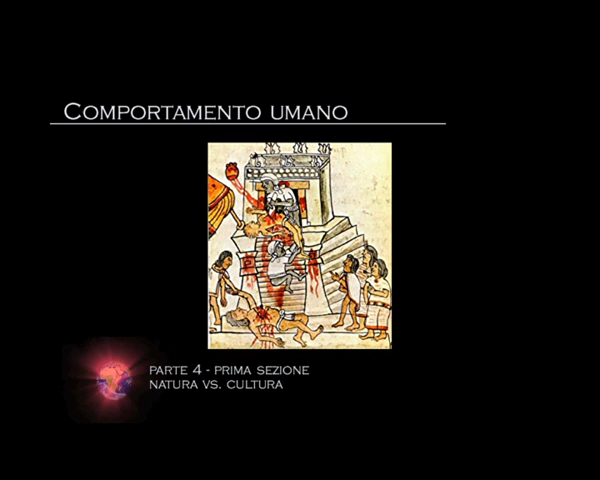 COMPORTAMENTO UMANO
PARTE 4 - PRIMA SEZIONE
NATURA VS. CULTURA